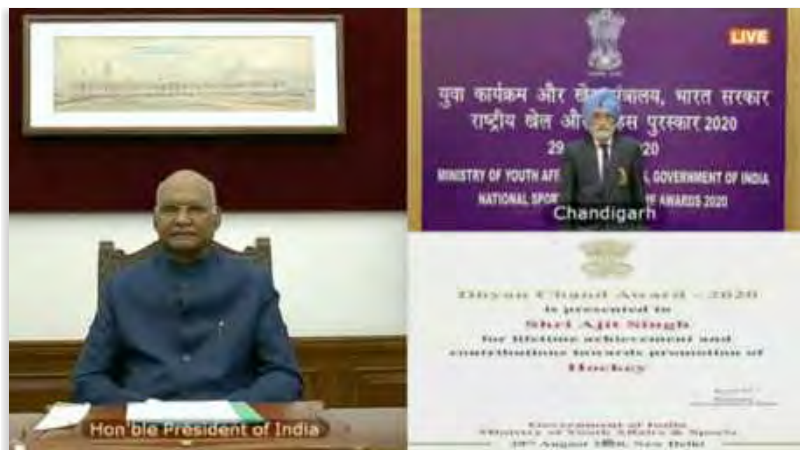 Hon'ble President of India
LIVE
युवा कार्यक्रम और मंत्रालय, भारत सरकार
राष्ट्रीय खेल पुरस्कार 2020
29 20
MINISTRY OF YOUTH GOVERNMENT OF INDIA
NATIONAL AWARDS 2020
Chandigarh
Dhyan Chand Award - 2020
is presented to
Shri Ajit Singh
for lifetime achievement and
contributions towards promotion of
Hockey
Government of India
Ministry of Youth Affairs & Sports
29th August New Delhi